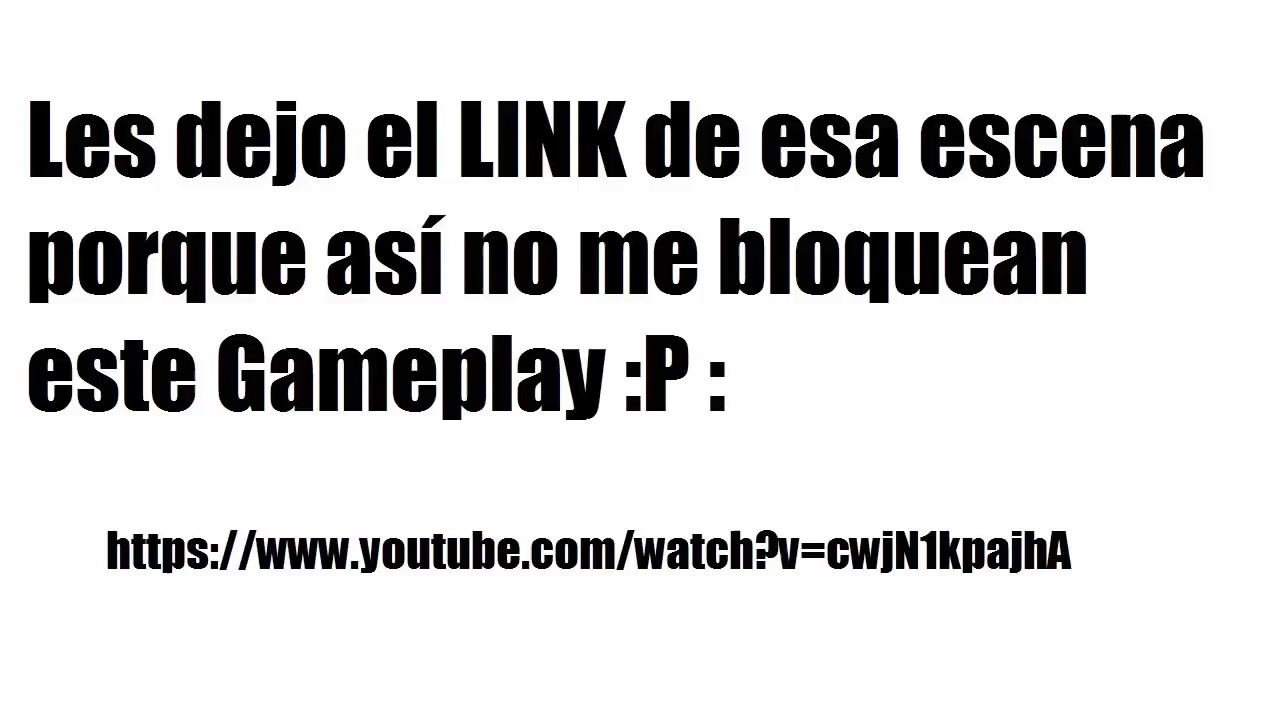 Les dejo el LINK de esa escena
porque así no me bloquean
este Gameplay :P :
https://www.youtube.com/watch?v=cwjN1kpajhA